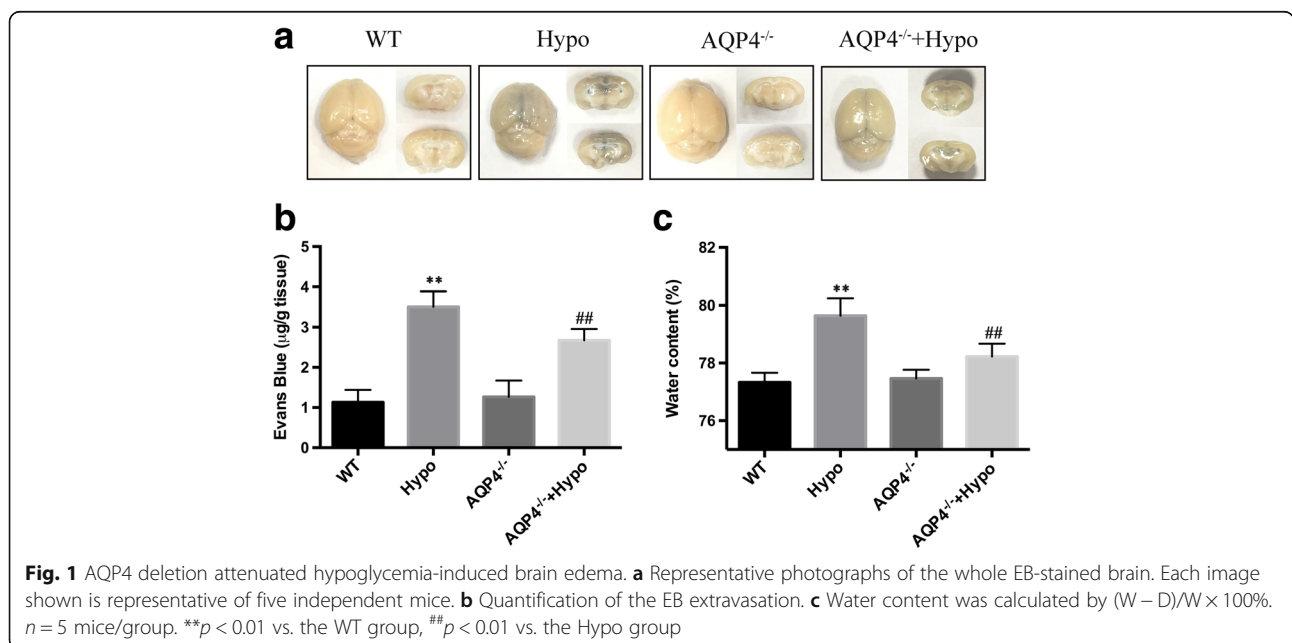 a
WT Hypo AQP4-/- AQP4-/-+Hypo
b
5
4
3
2
1
0
Evans Blue (μg/g tissue)
**
##
WT Hypo AQP4-/- AQP4-/-+Hypo
c
82
80
78
76
Water content (%)
**
##
WT Hypo AQP4-/- AQP4-/-+Hypo
Fig. 1 AQP4 deletion attenuated hypoglycemia-induced brain edema. a Representative photographs of the whole EB-stained brain. Each image
shown is representative of five independent mice. b Quantification of the EB extravasation. c Water content was calculated by (W − D)/W × 100%.
n = 5 mice/group. **p < 0.01 vs. the WT group, ##p < 0.01 vs. the Hypo group